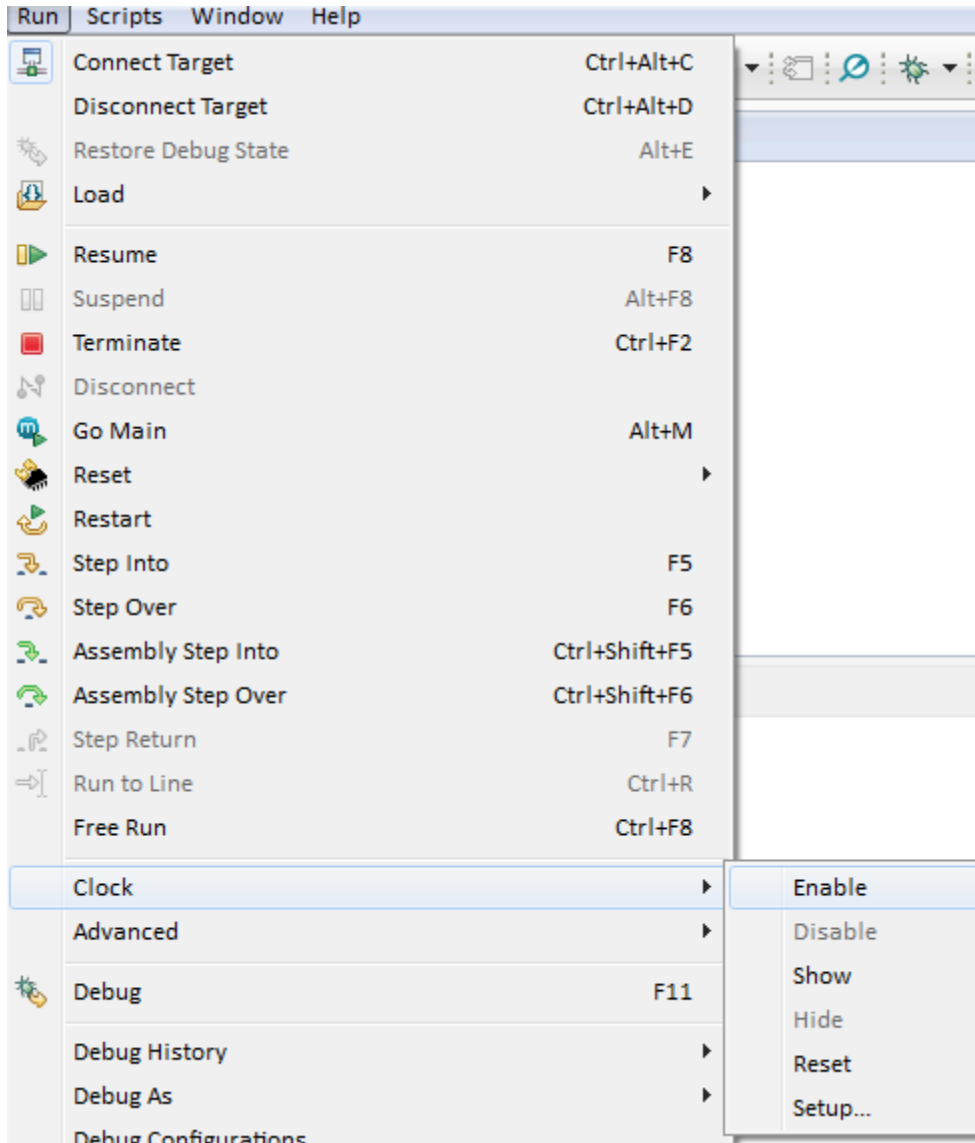 Run Scripts Window Help
Connect Target Ctrl+Alt+C
Disconnect Target Ctrl+Alt+D
Restore Debug State Alt+E
Load
Resume F8
Suspend Alt+F8
Terminate Ctrl+F2
Disconnect
Go Main Alt+M
Reset
Restart
Step Into F5
Step Over F6
Assembly Step Into Ctrl+Shift+F5
Assembly Step Over Ctrl+Shift+F6
Step Return F7
Run to Line Ctrl+R
Free Run Ctrl+F8
Clock
Advanced
Debug F11
Debug History
Debug As
Debug Configurations
Enable
Disable
Show
Hide
Reset
Setup...